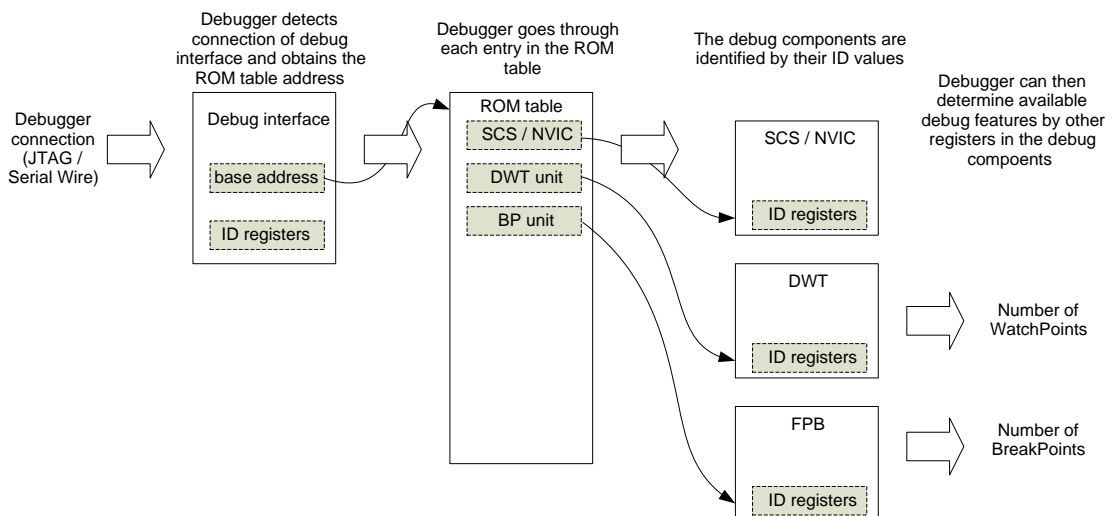 Debugger detects
connection of debug
interface and obtains the
ROM table address
Debugger goes through
each entry in the ROM
table
The debug components are
identified by their ID values
Debugger can then
determine available
debug features by other
registers in the debug
compoents
Debugger
connection
(JTAG /
Serial Wire)
Debug interface
base address
ID registers
ROM table
SCS / NVIC
DWT unit
BP unit
SCS / NVIC
ID registers
DWT
ID registers
Number of
WatchPoints
FPB
ID registers
Number of
BreakPoints